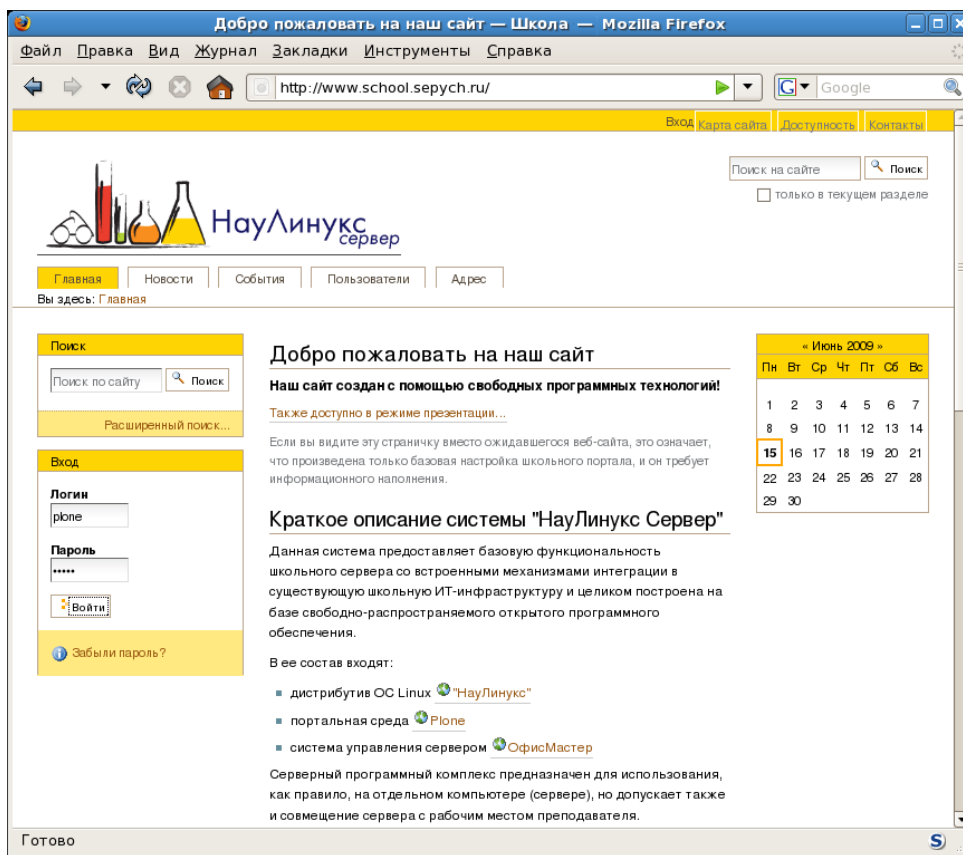 Добро пожаловать на наш сайт — Школа — Mozilla Firefox
Файл Правка Вид Журнал Закладки Инструменты Справка
http://www.school.sepych.ru/
G Google
Вход Карта сайта Доступность Контакты
Поиск на сайте Поиск
только в текущем разделе
НауЛинукс
сервер
Главная Новости События Пользователи Адрес
Вы здесь: Главная
Поиск
Поиск по сайту Поиск
Расширенный поиск...
Вход
Логин
plone
Пароль
•••••
Войти
Забыли пароль?
Добро пожаловать на наш сайт
Наш сайт создан с помощью свободных программных технологий!
Также доступно в режиме презентации...
Если вы видите эту страничку вместо ожидавшегося веб-сайта, это означает,
что произведена только базовая настройка школьного портала, и он требует
информационного наполнения.
Краткое описание системы "НауЛинукс Сервер"
Данная система предоставляет базовую функциональность
школьного сервера со встроенными механизмами интеграции в
существующую школьную ИТ-инфраструктуру и целиком построена на
базе свободно-распространяемого открытого программного
обеспечения.
В ее состав входят:
дистрибутив ОС Linux "НауЛинукс"
портальная среда Plone
система управления сервером ОфисМастер
Серверный программный комплекс предназначен для использования,
как правило, на отдельном компьютере (сервере), но допускает также
и совмещение сервера с рабочим местом преподавателя.
« Июнь 2009 »
Пн Вт Ср Чт Пт Сб Вс
1 2 3 4 5 6 7
8 9 10 11 12 13 14
15 16 17 18 19 20 21
22 23 24 25 26 27 28
29 30
Готово
S